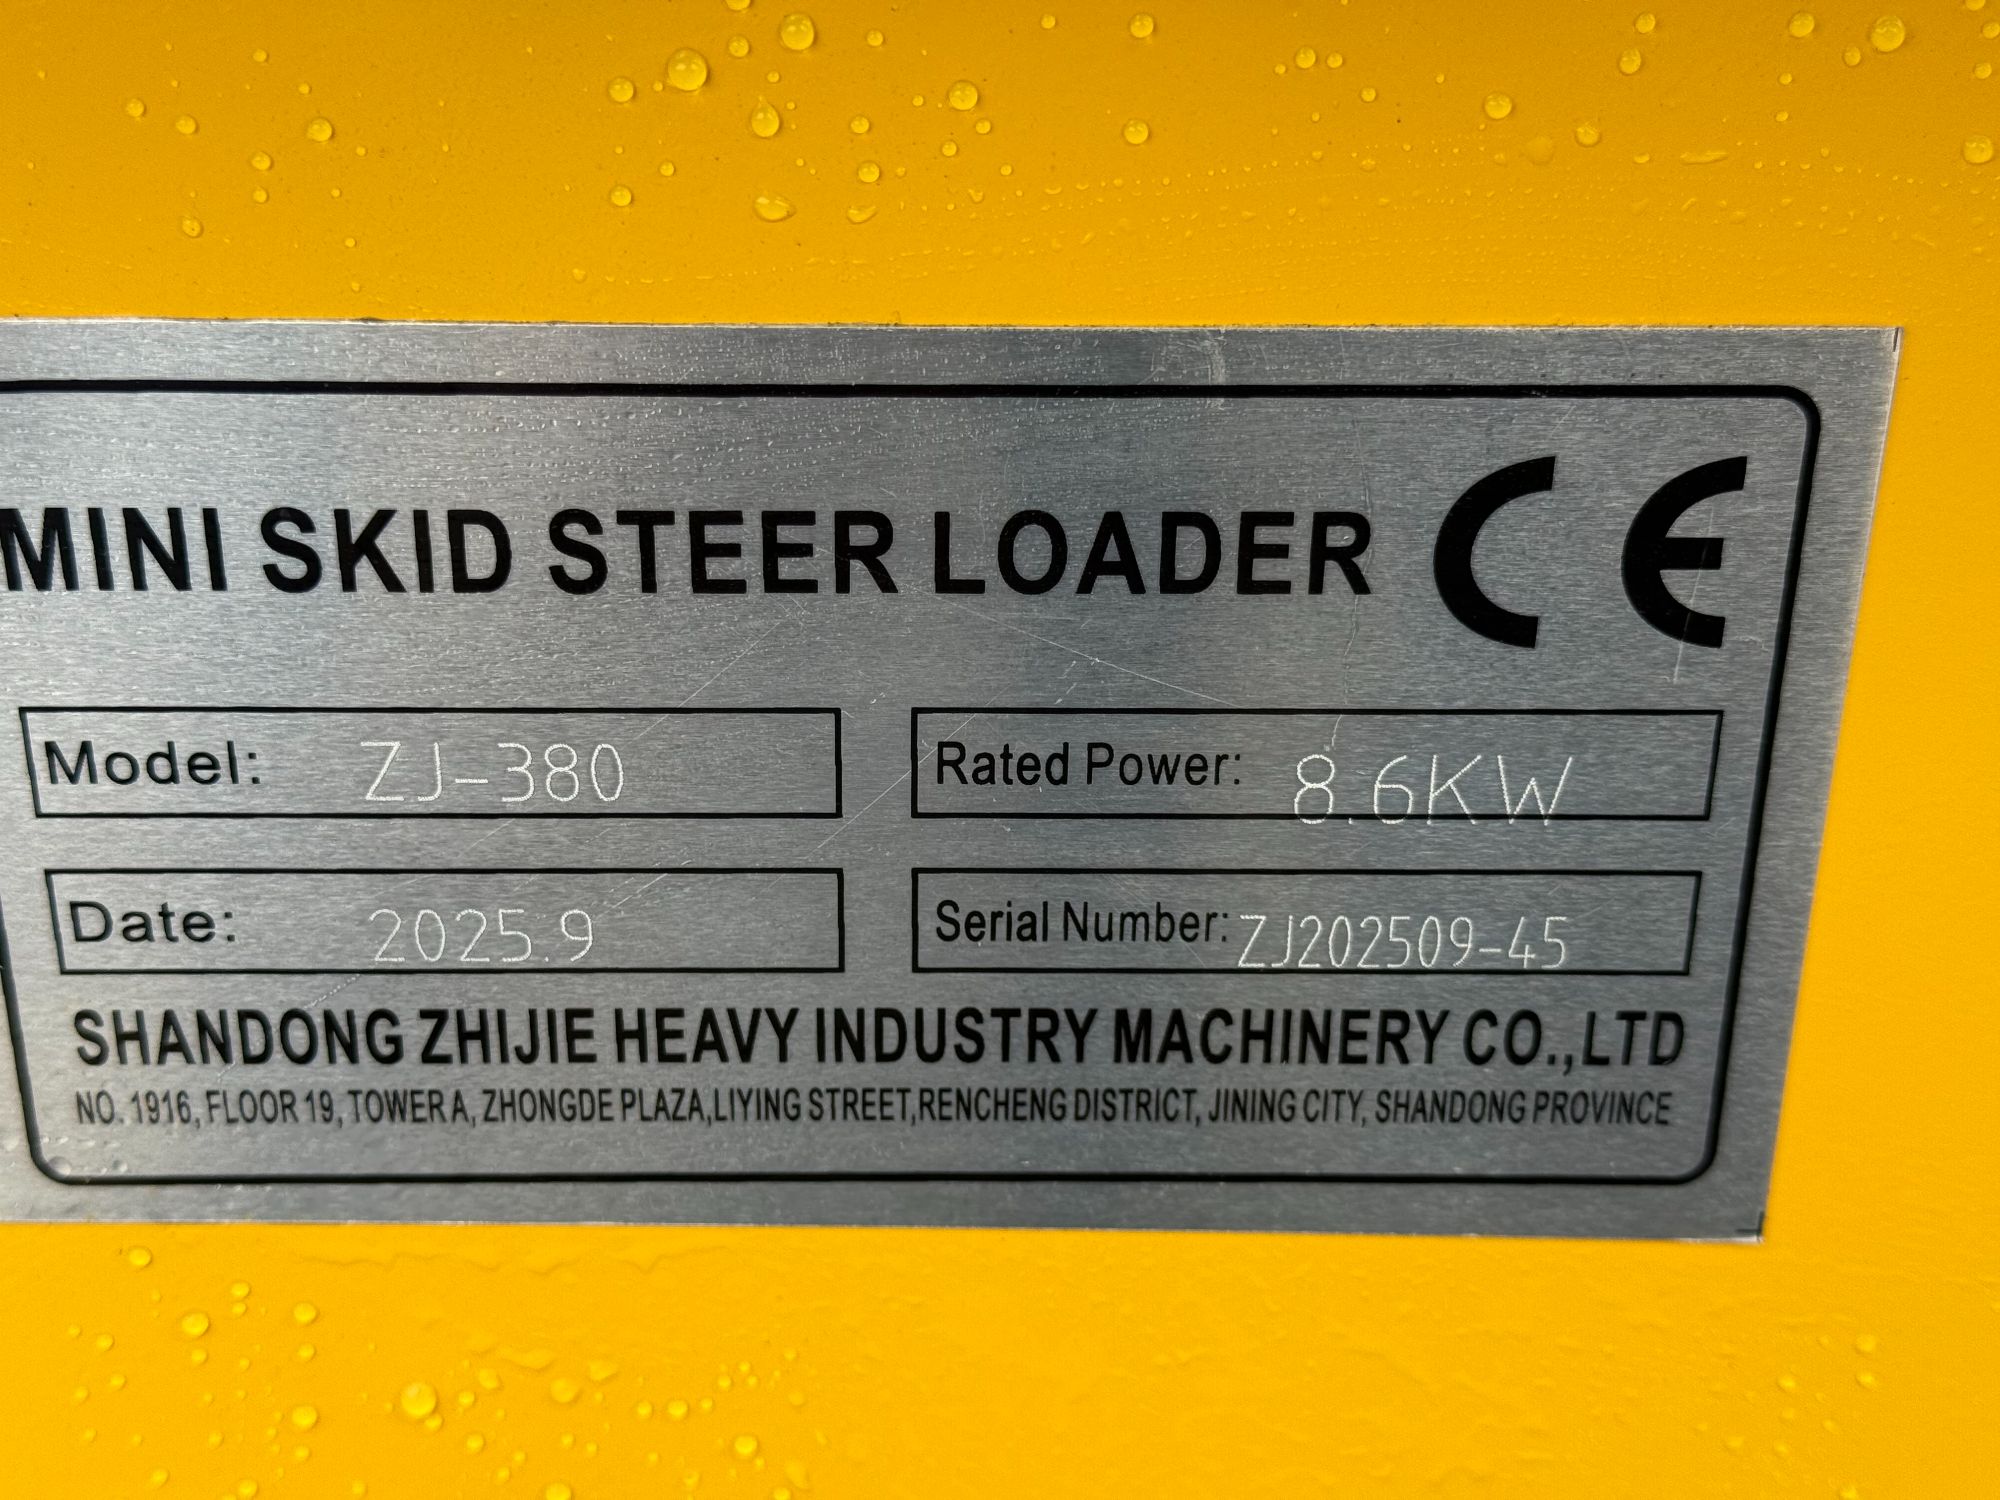 MINI SKID STEER LOADER CE
Model: ZJ-380 Rated Power: 8.6KW
Date: 2025.9 Serial Number: ZJ202509-45
SHANDONG ZHIJIE HEAVY INDUSTRY MACHINERY CO.,LTD
NO. 1916, FLOOR 19, TOWER A, ZHONGDE PLAZA,LIYING STREET,RENCHENG DISTRICT, JINING CITY, SHANDONG PROVINCE